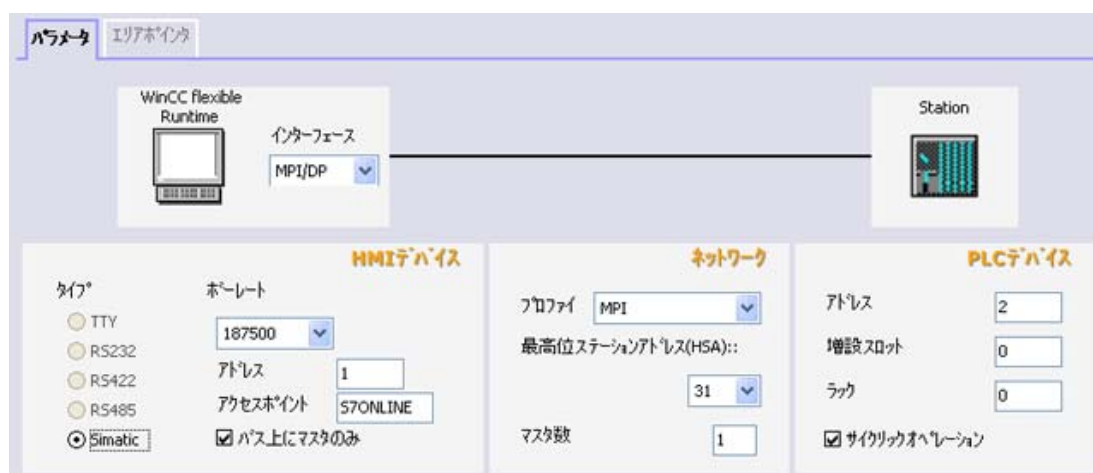 パラメータ エリアポインタ
WinCC flexible
Runtime
インターフェース
MPI/DP
Station
HMIデバイス
タイプ
TTY
RS232
RS422
RS485
Simatic
ボーレート
187500
アドレス 1
アクセスポイント S7ONLINE
バス上にマスタのみ
ネットワーク
プロファイ MPI
最高位ステーションアドレス(HSA)::
31
マスタ数 1
PLCデバイス
アドレス 2
増設スロット 0
ラック 0
サイクリックオペレーション